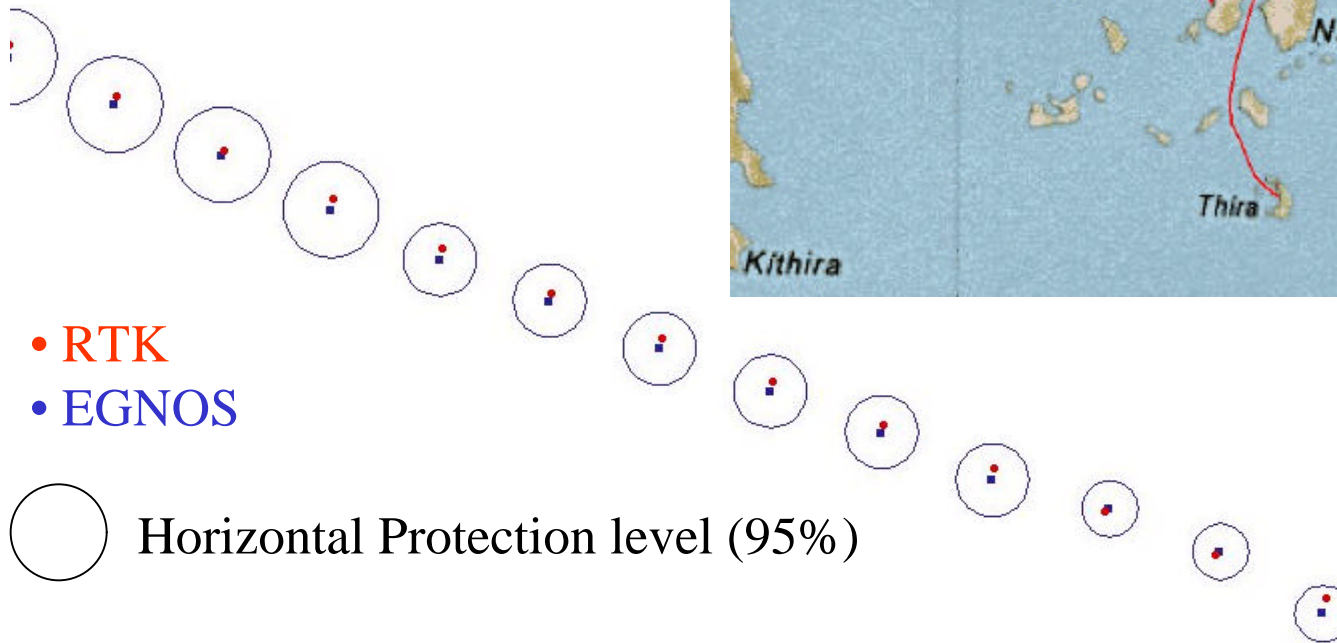 Thira
Kithira
• RTK
• EGNOS
Horizontal Protection level (95%)